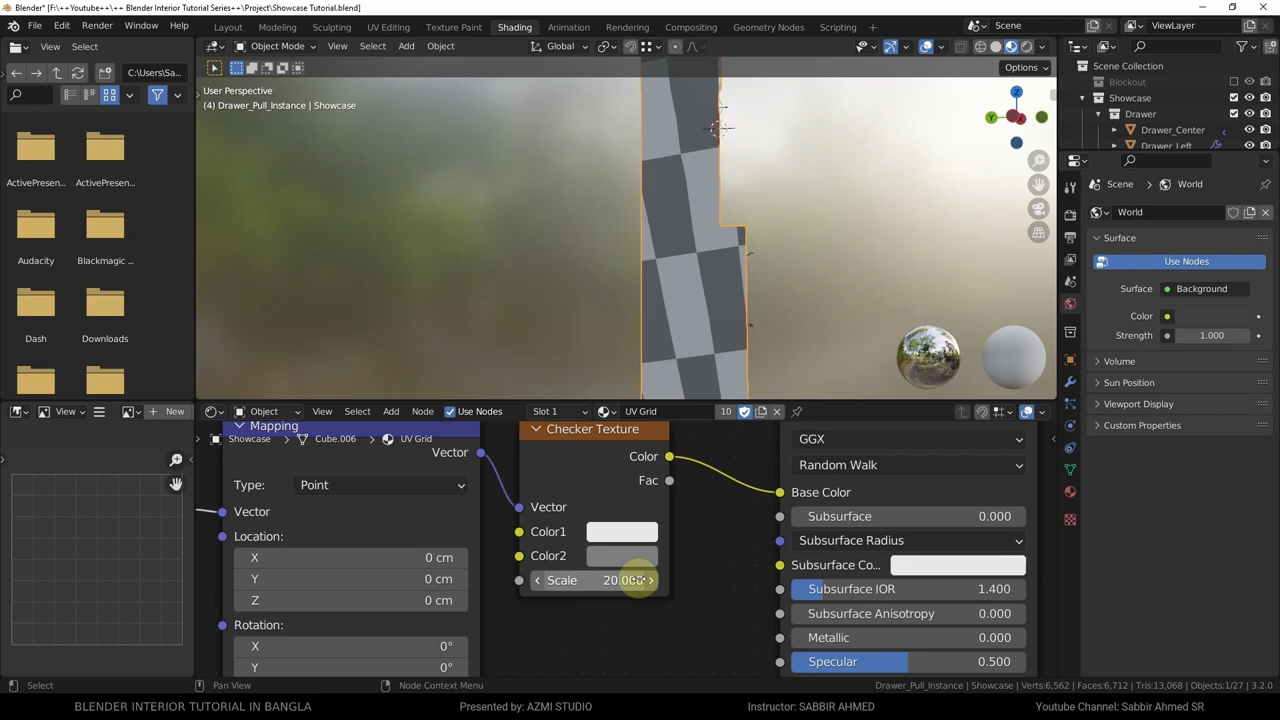 Blender* [F:\++Youtube++\++ Blender Interior Tutorial Series++\Project\Showcase Tutorial.blend]
File Edit Render Window Help Layout Modeling Sculpting UV Editing Texture Paint Shading Animation Rendering Compositing Geometry Nodes Scripting Scene ViewLayer
View Select Object Mode View Select Add Object Global
C:\Users\Sa... Options
User Perspective
(4) Drawer_Pull_Instance | Showcase
Scene Collection
Blockout
Showcase
Drawer
Drawer_Center
Drawer_Left
Z
Y
X
ActivePresen... ActivePresen...
Audacity Blackmagic ...
Dash Downloads
Scene World
World
Surface
Use Nodes
Surface Background
Color
Strength 1.000
Volume
Sun Position
Viewport Display
Custom Properties
View New Object View Select Add Node Use Nodes Slot 1 UV Grid 10
Mapping
Showcase Cube.006 UV Grid
Vector
Type: Point
Vector
Location:
X 0 cm
Y 0 cm
Z 0 cm
Rotation:
X 0°
Y 0°
Checker Texture
Color
Fac
Vector
Color1
Color2
Scale 20.000
GGX
Random Walk
Base Color
Subsurface 0.000
Subsurface Radius
Subsurface Co...
Subsurface IOR 1.400
Subsurface Anisotropy 0.000
Metallic 0.000
Specular 0.500
Select Pan View Node Context Menu Drawer_Pull_Instance | Showcase | Verts:6,562 | Faces:6,712 | Tris:13,068 | Objects:1/27 | 3.2.0
BLENDER INTERIOR TUTORIAL IN BANGLA Presented by: AZMI STUDIO Instructor: SABBIR AHMED Youtube Channel: Sabbir Ahmed SR